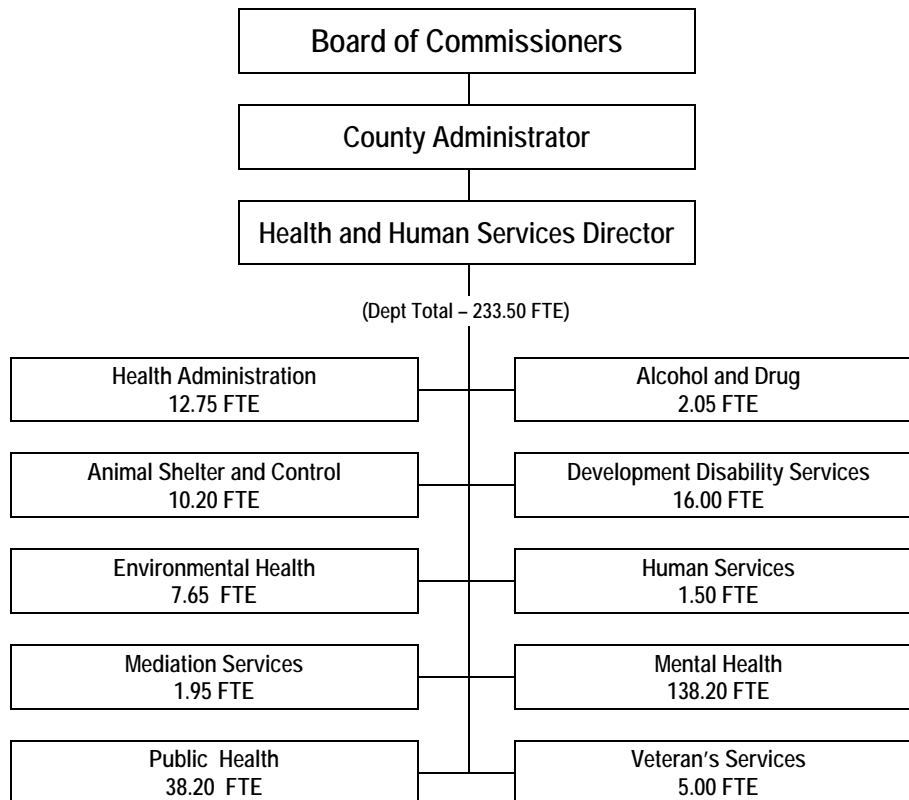 Board of Commissioners
County Administrator
Health and Human Services Director
(Dept Total – 233.50 FTE)
Health Administration
12.75 FTE
Alcohol and Drug
2.05 FTE
Animal Shelter and Control
10.20 FTE
Development Disability Services
16.00 FTE
Environmental Health
7.65 FTE
Human Services
1.50 FTE
Mediation Services
1.95 FTE
Mental Health
138.20 FTE
Public Health
38.20 FTE
Veteran's Services
5.00 FTE